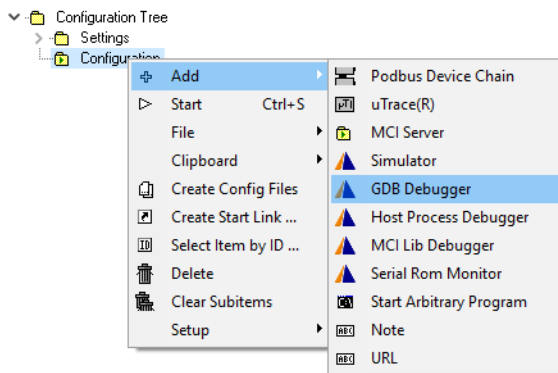 Configuration Tree
Settings
Configuration
Add
Start Ctrl+S
File
Clipboard
Create Config Files
Create Start Link ...
Select Item by ID ...
Delete
Clear Subitems
Setup
Podbus Device Chain
uTrace(R)
MCI Server
Simulator
GDB Debugger
Host Process Debugger
MCI Lib Debugger
Serial Rom Monitor
Start Arbitrary Program
Note
URL